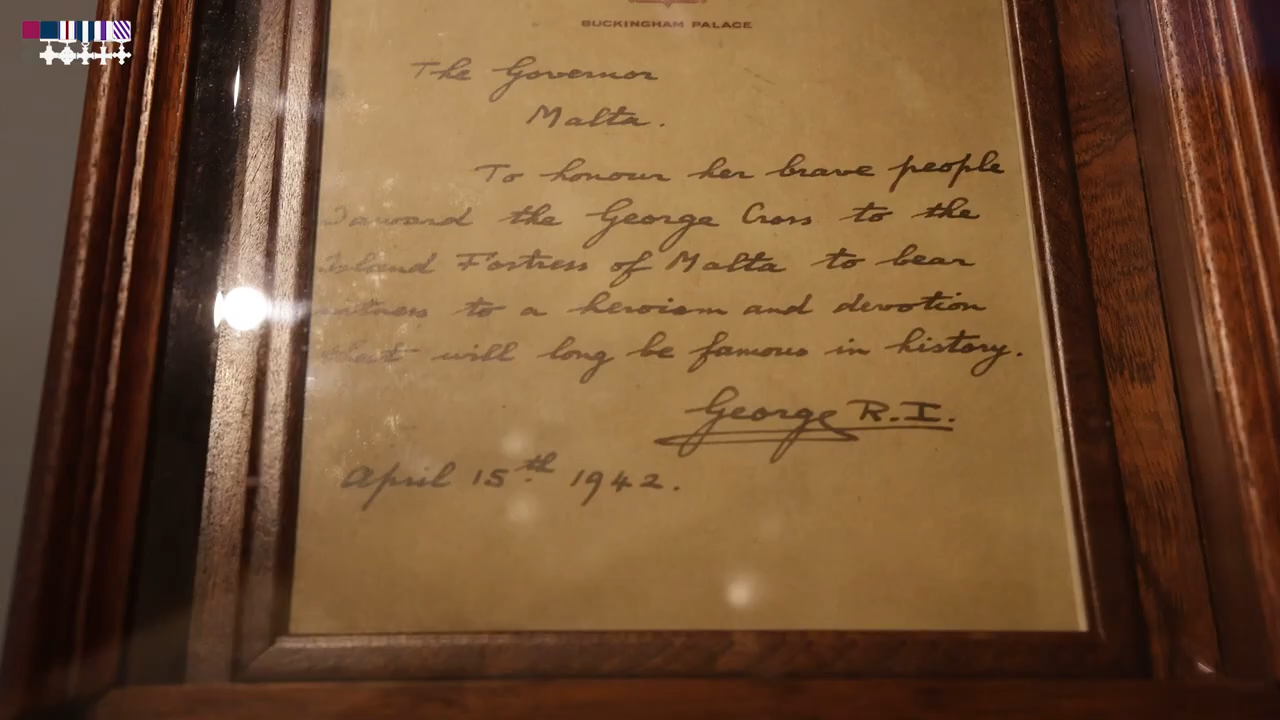 BUCKINGHAM PALACE
The Governor
Malta.
To honour her brave people
I award the George Cross to the
Island Fortress of Malta to bear
witness to a heroism and devotion
that will long be famous in history.
George R.I.
April 15th 1942.